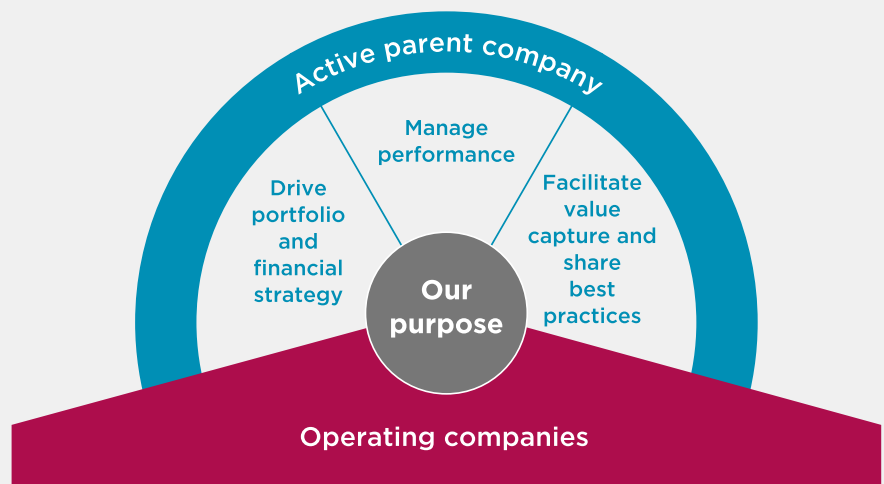 Active parent company
Manage
performance
Drive
portfolio
and
financial
strategy
Facilitate
value
capture and
share
best
practices
Our
purpose
Operating companies